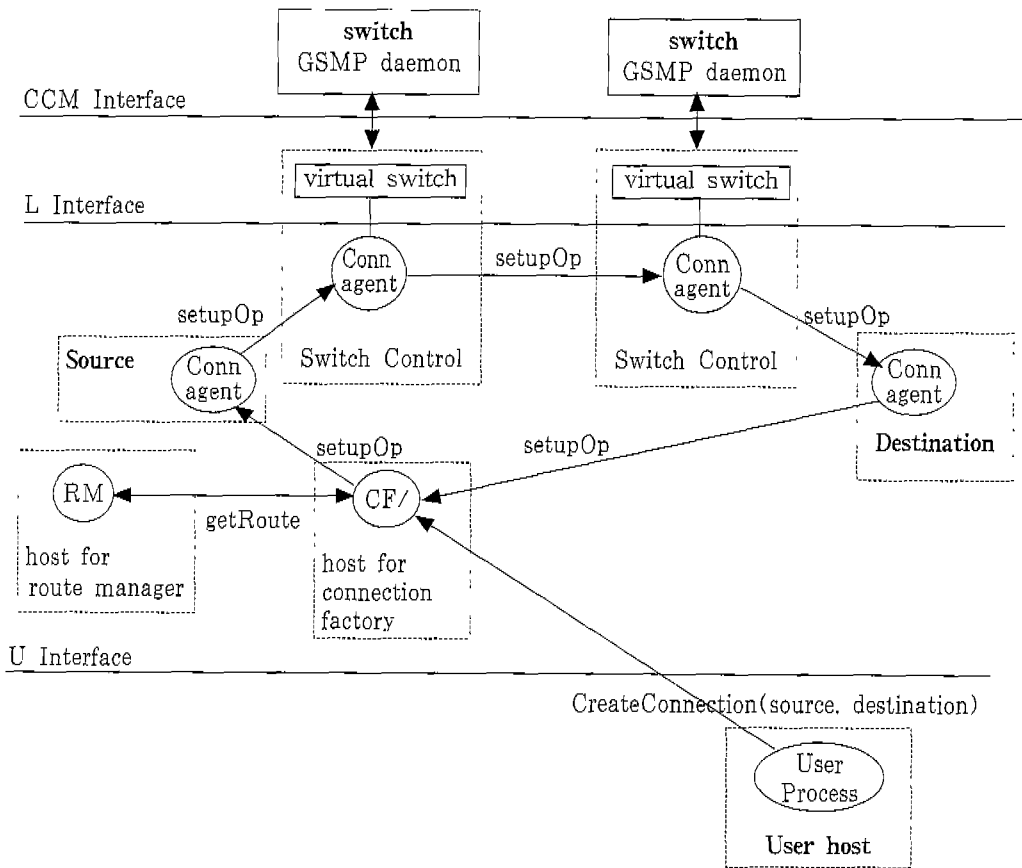 switch
GSMP daemon
switch
GSMP daemon
CCM Interface
virtual switch
virtual switch
L Interface
Conn
agent
setupOp
Conn
agent
setupOp
setupOp
Source
Conn
agent
Switch Control
Switch Control
Conn
agent
setupOp
setupOp
Destination
RM
CF/
getRoute
host for
route manager
host for
connection
factory
U Interface
CreateConnection(source, destination)
User
Process
User host